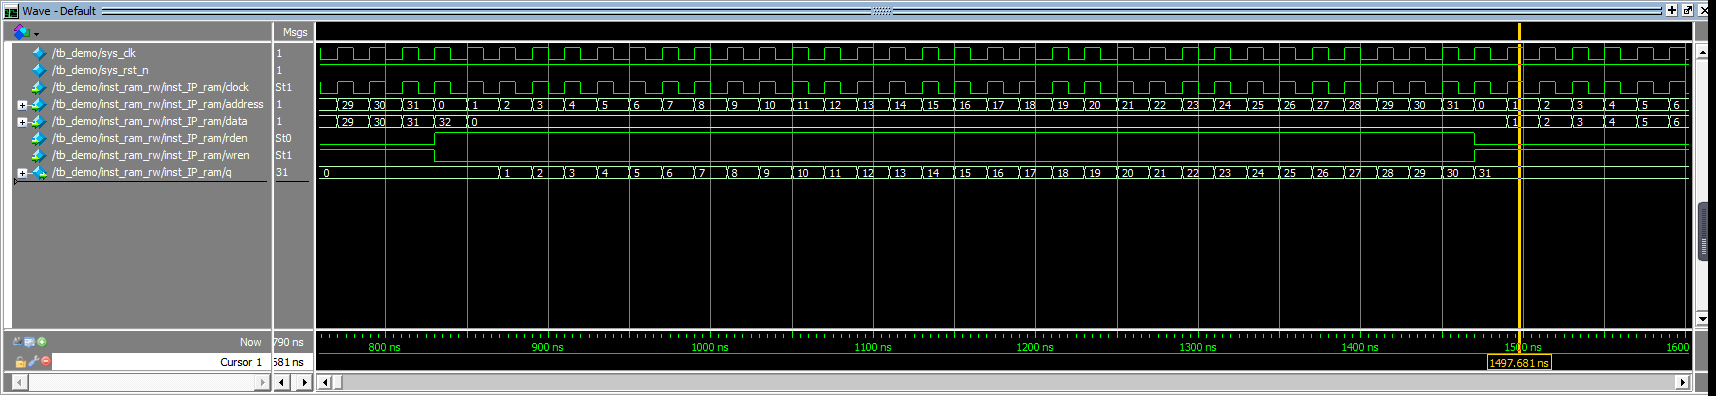 Wave - Default
Msgs
/tb_demo/sys_clk 1
/tb_demo/sys_rst_n 1
/tb_demo/inst_ram_rw/inst_IP_ram/clock St1
/tb_demo/inst_ram_rw/inst_IP_ram/address 1 29 30 31 0 1 2 3 4 5 6 7 8 9 10 11 12 13 14 15 16 17 18 19 20 21 22 23 24 25 26 27 28 29 30 31 0 1 2 3 4 5 6
/tb_demo/inst_ram_rw/inst_IP_ram/data 1 29 30 31 32 0 1 2 3 4 5 6
/tb_demo/inst_ram_rw/inst_IP_ram/rden St0
/tb_demo/inst_ram_rw/inst_IP_ram/wren St1
/tb_demo/inst_ram_rw/inst_IP_ram/q 31 0 1 2 3 4 5 6 7 8 9 10 11 12 13 14 15 16 17 18 19 20 21 22 23 24 25 26 27 28 29 30 31
Now 790 ns 800 ns 900 ns 1000 ns 1100 ns 1200 ns 1300 ns 1400 ns 1500 ns 1600
Cursor 1 681 ns 1497.681 ns